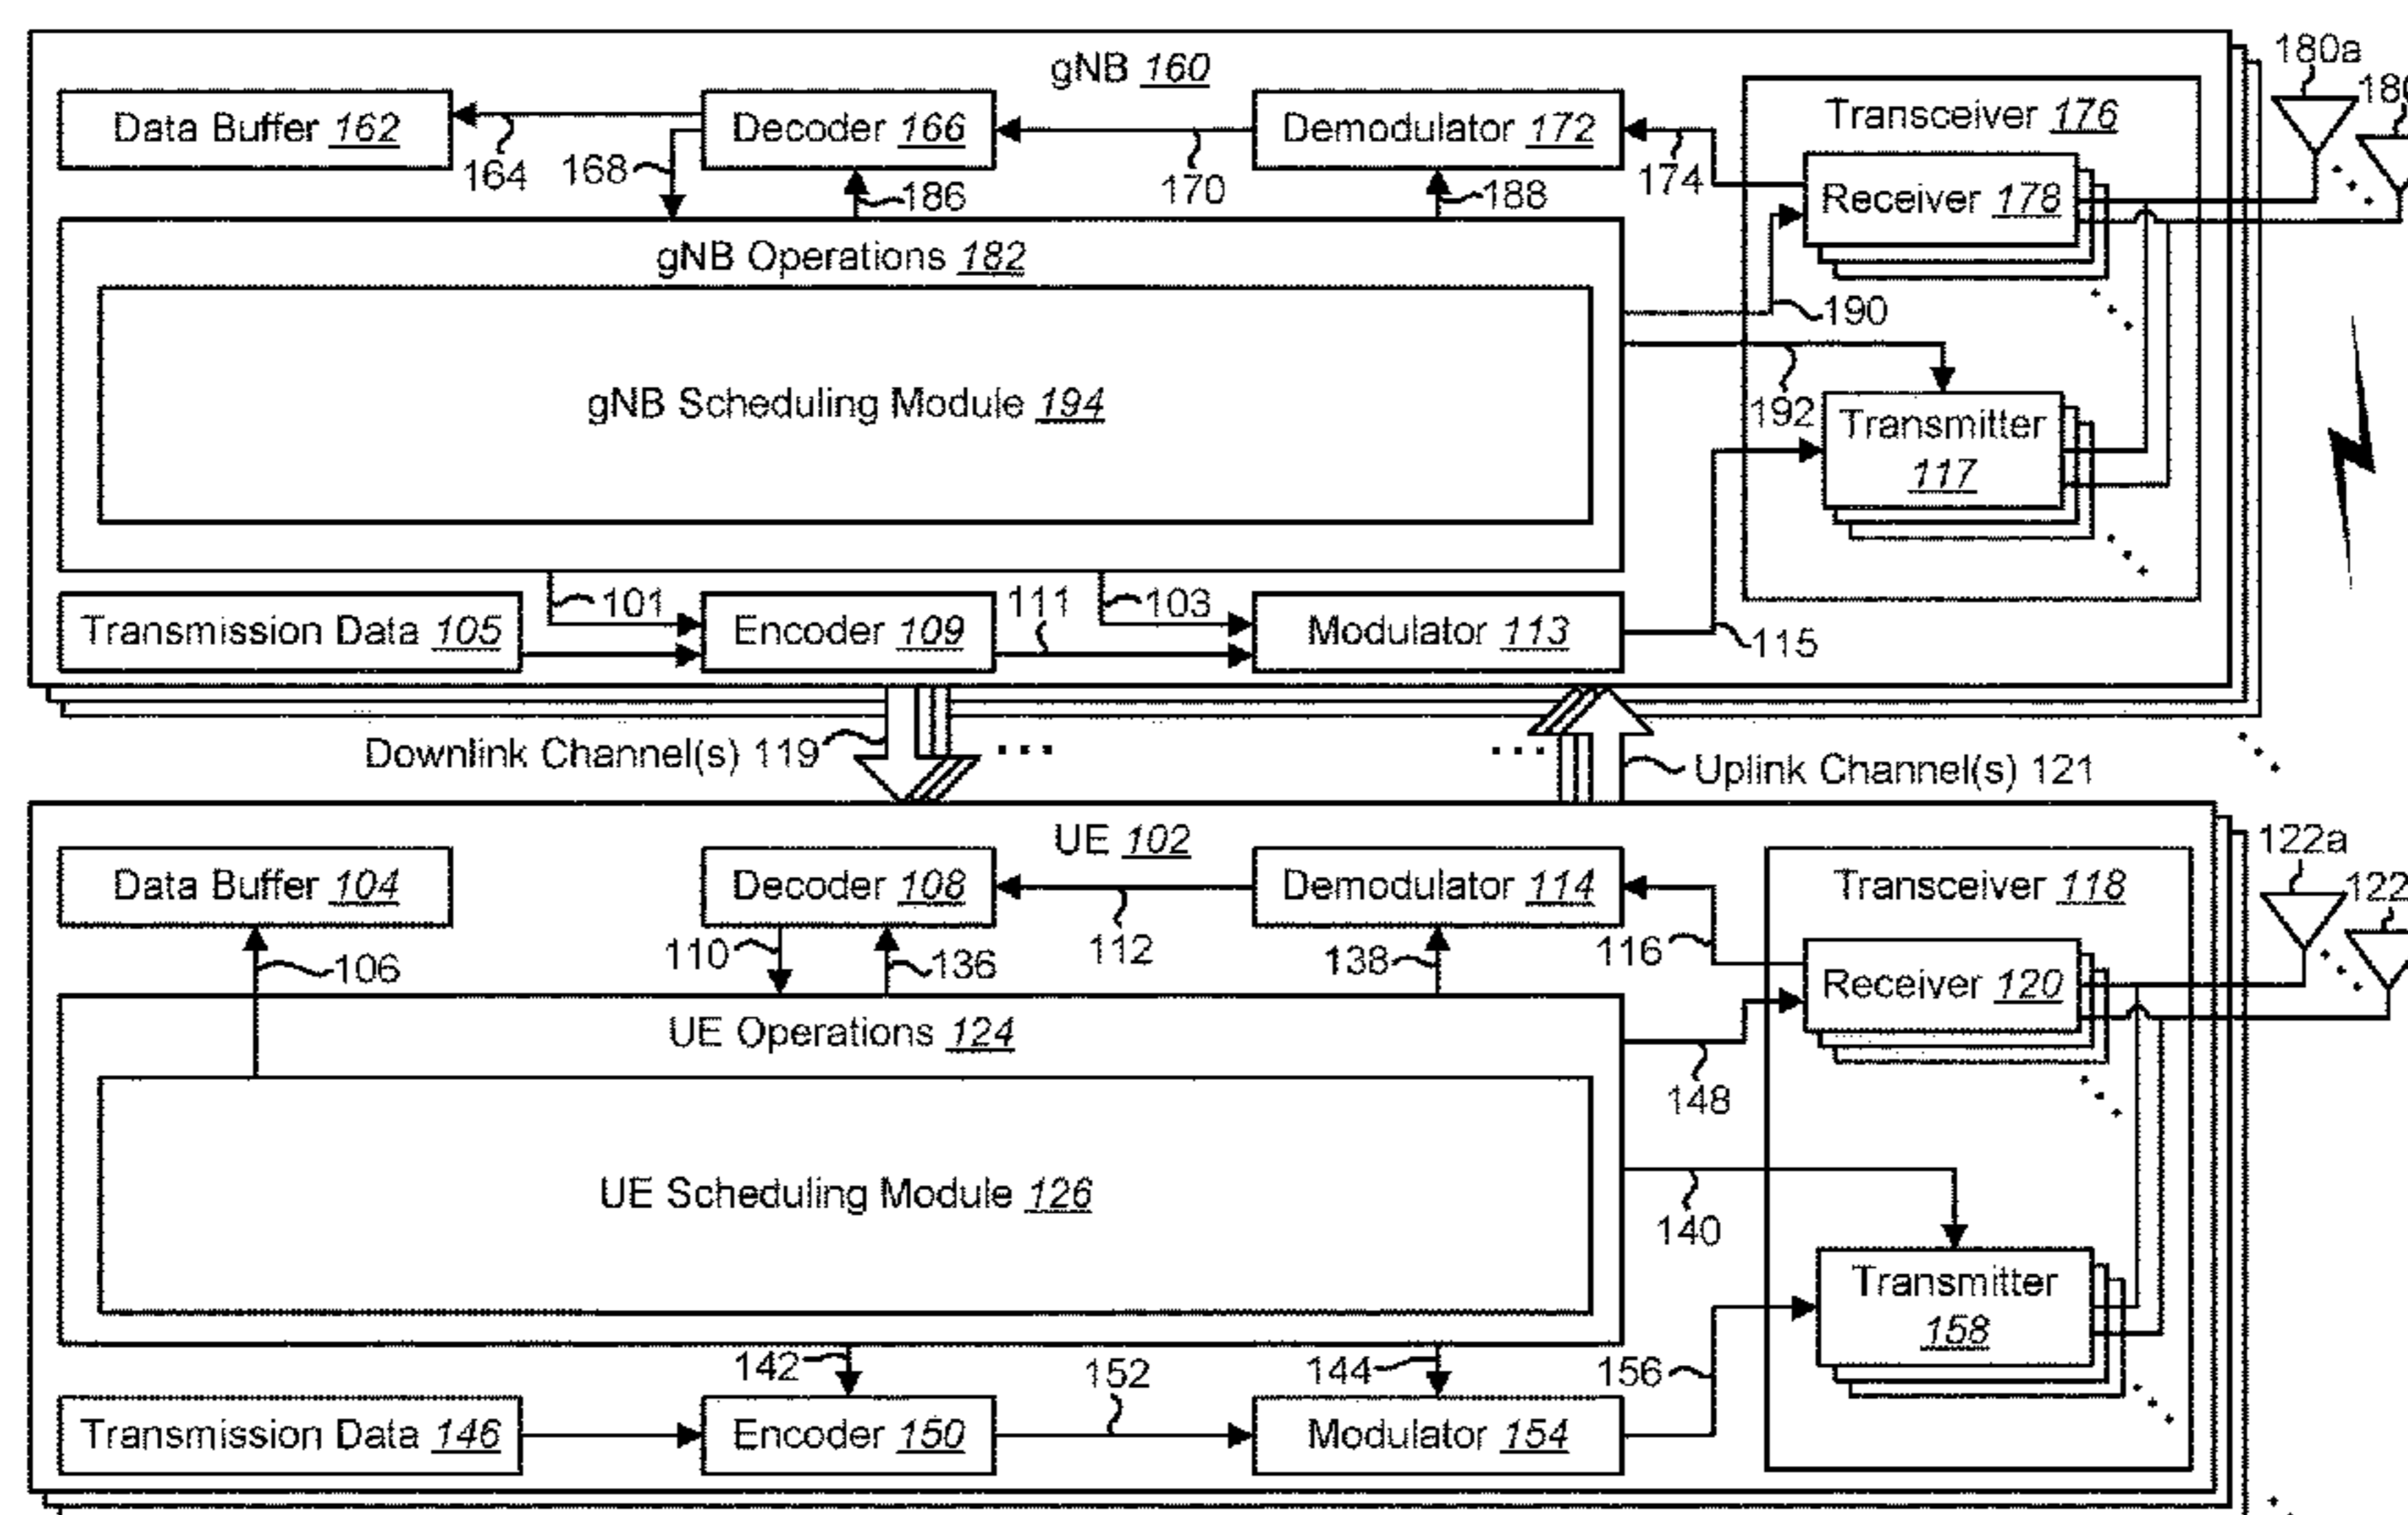 gNB 160
180a
Data Buffer 162
Decoder 166
Demodulator 172
Transceiver 176
164
168
186
170
188
174
Receiver 178
gNB Operations 182
190
gNB Scheduling Module 194
192
Transmitter
117
101
111
103
115
Transmission Data 105
Encoder 109
Modulator 113
Downlink Channel(s) 119
Uplink Channel(s) 121
UE 102
122a
Data Buffer 104
Decoder 108
Demodulator 114
Transceiver 118
106
110
136
112
138
116
Receiver 120
UE Operations 124
148
UE Scheduling Module 126
140
Transmitter
158
142
152
144
156
Transmission Data 146
Encoder 150
Modulator 154